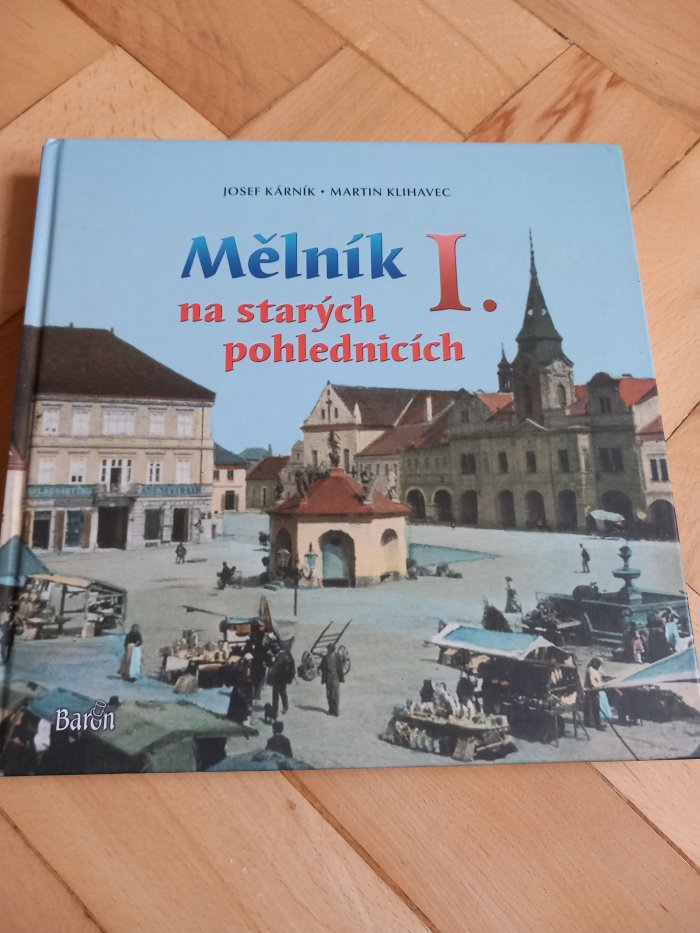 JOSEF KÁRNÍK • MARTIN KLIHAVEC
Mělník I.
na starých
pohlednicích
Baron